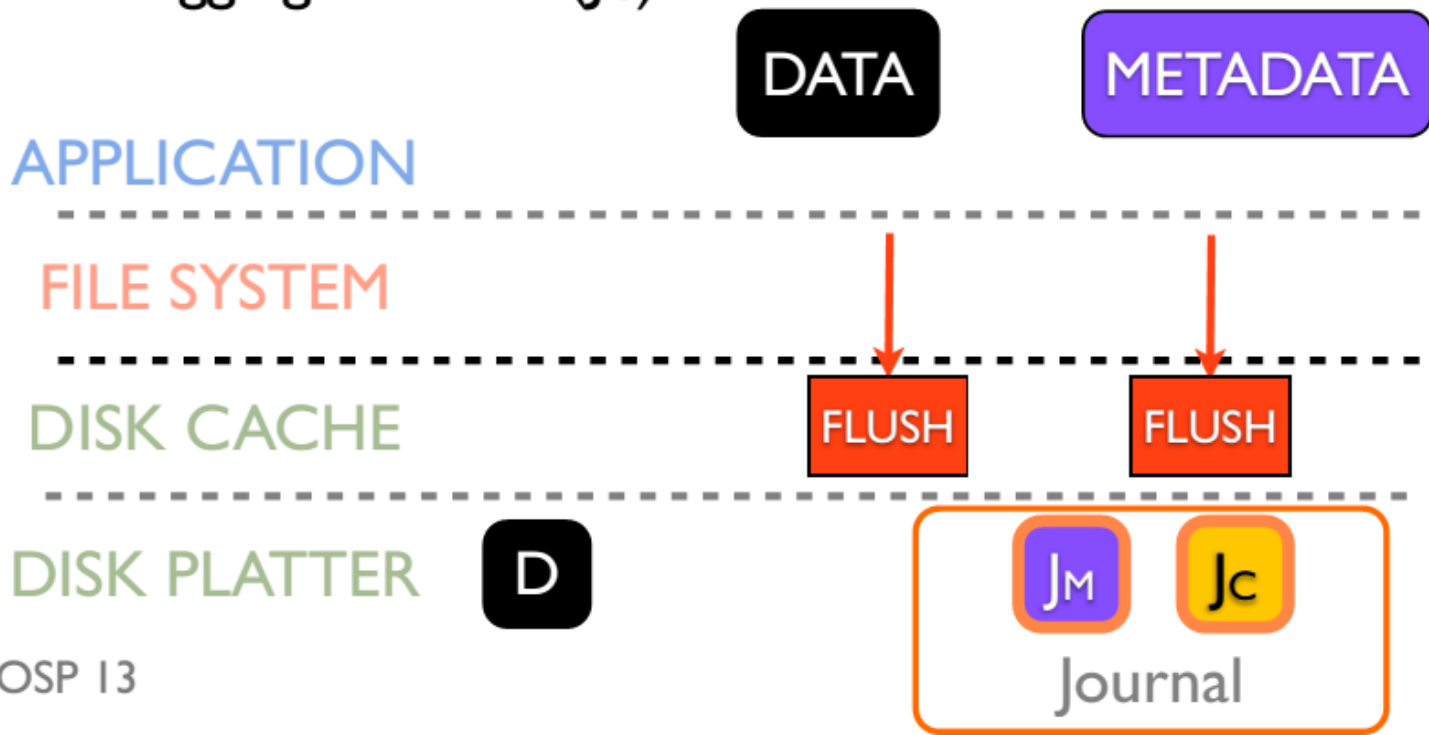 DATA METADATA
APPLICATION
FILE SYSTEM
DISK CACHE FLUSH FLUSH
DISK PLATTER D JM JC
OSP 13 Journal